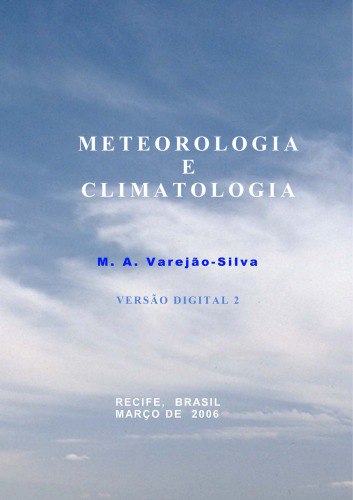 METEOROLOGIA
E
CLIMATOLOGIA
M. A. Varejão-Silva
VERSÃO DIGITAL 2
RECIFE, BRASIL
MARÇO DE 2006